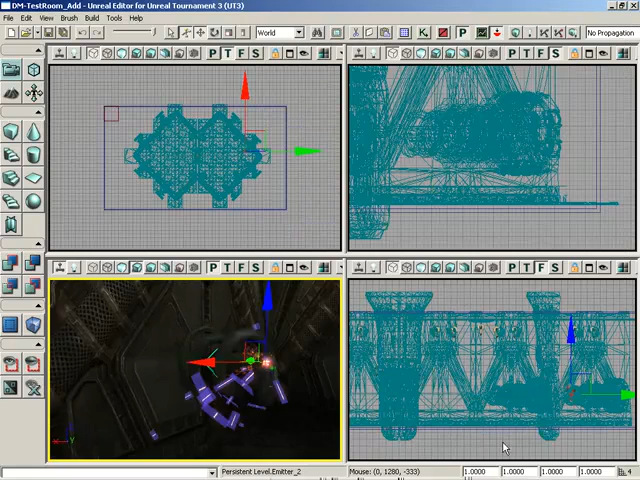 DM-TestRoom_Add - Unreal Editor for Unreal Tournament 3 (UT3)
File Edit View Brush Build Tools Help
World
No Propagation
P T F S
P T F S
P T F S
P T F S
Y
Persistent Level.Emitter_2
Mouse: (0, 1280, -333)
1.0000
1.0000
1.0000
1.0000
4